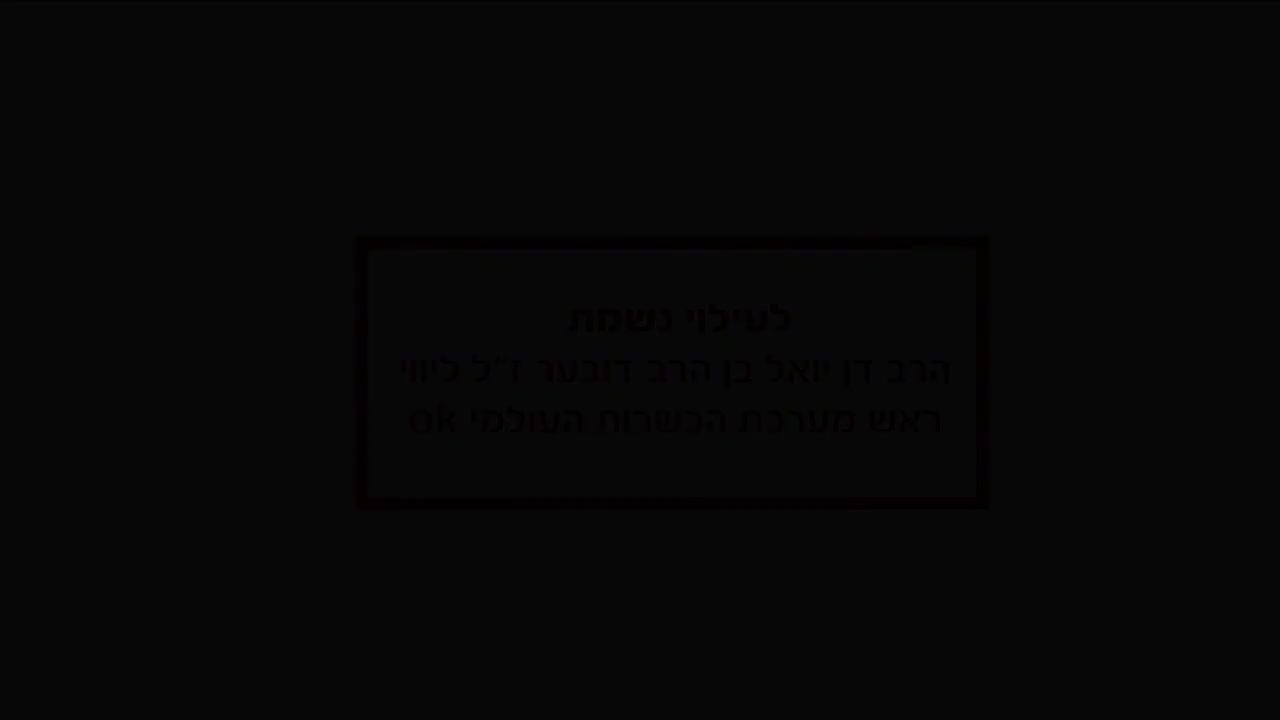 לעילוי נשמת
הרב דן יואל בן הרב דובער ז"ל ליווי
ראש מערכת הכשרות העולמי ok